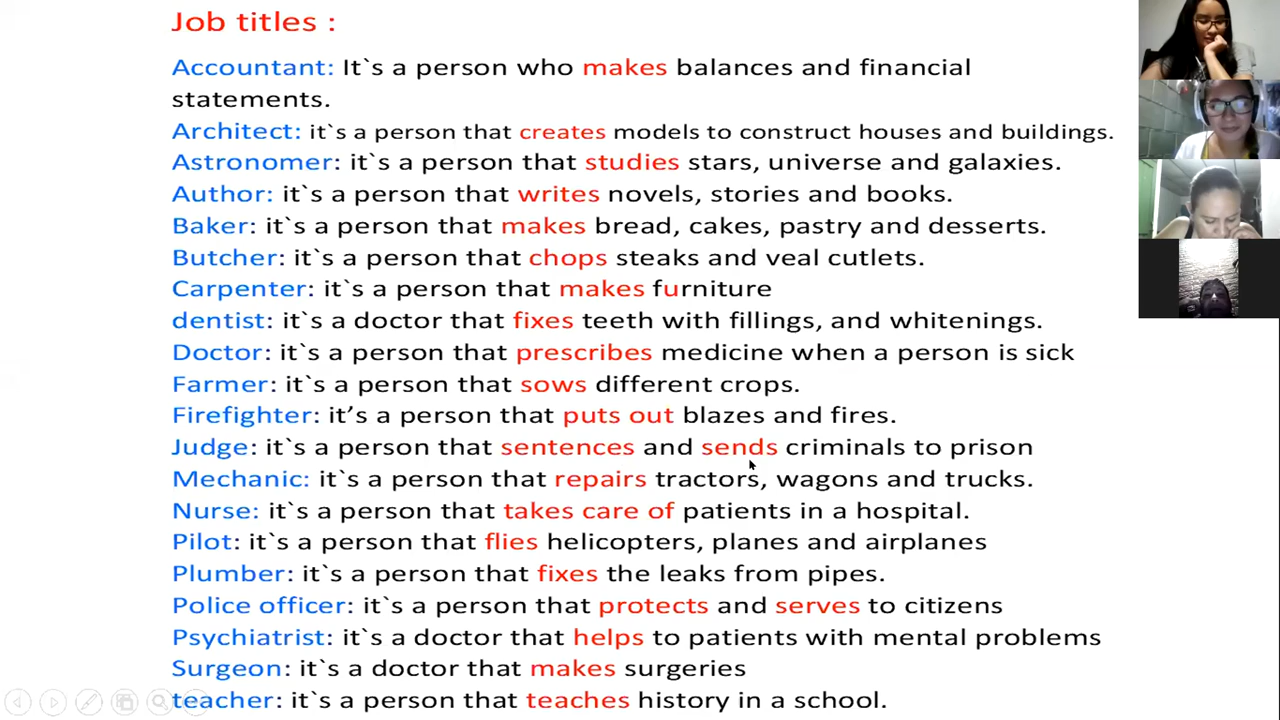 Job titles :
Accountant: It`s a person who makes balances and financial
statements.
Architect: it`s a person that creates models to construct houses and buildings.
Astronomer: it`s a person that studies stars, universe and galaxies.
Author: it`s a person that writes novels, stories and books.
Baker: it`s a person that makes bread, cakes, pastry and desserts.
Butcher: it`s a person that chops steaks and veal cutlets.
Carpenter: it`s a person that makes furniture
dentist: it`s a doctor that fixes teeth with fillings, and whitenings.
Doctor: it`s a person that prescribes medicine when a person is sick
Farmer: it`s a person that sows different crops.
Firefighter: it’s a person that puts out blazes and fires.
Judge: it`s a person that sentences and sends criminals to prison
Mechanic: it`s a person that repairs tractors, wagons and trucks.
Nurse: it`s a person that takes care of patients in a hospital.
Pilot: it`s a person that flies helicopters, planes and airplanes
Plumber: it`s a person that fixes the leaks from pipes.
Police officer: it`s a person that protects and serves to citizens
Psychiatrist: it`s a doctor that helps to patients with mental problems
Surgeon: it`s a doctor that makes surgeries
teacher: it`s a person that teaches history in a school.